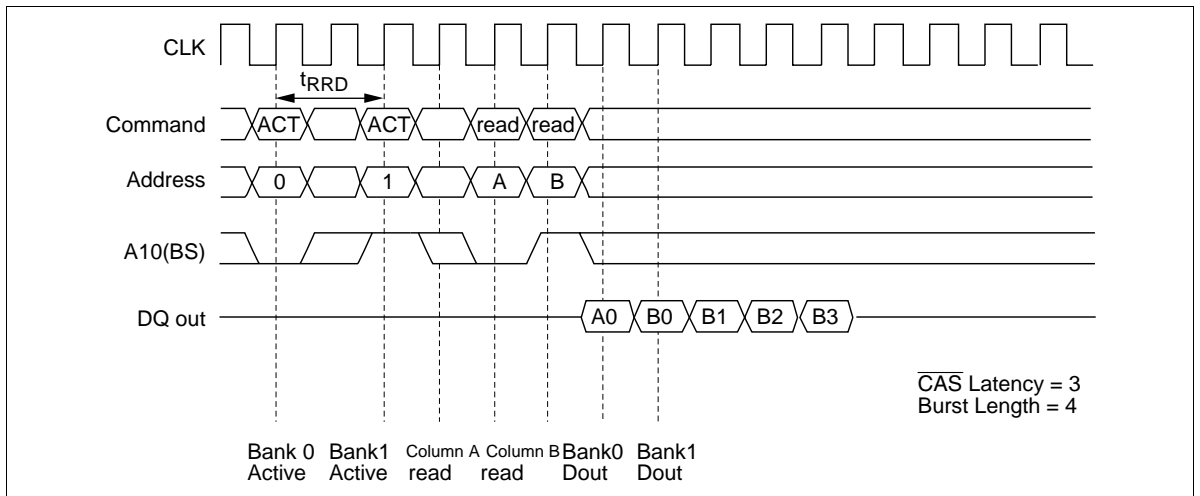 CLK
tRRD
Command ACT ACT read read
Address 0 1 A B
A10(BS)
DQ out A0 B0 B1 B2 B3
CAS Latency = 3
Burst Length = 4
Bank 0 Bank1 Column A Column B Bank0 Bank1
Active Active read read Dout Dout